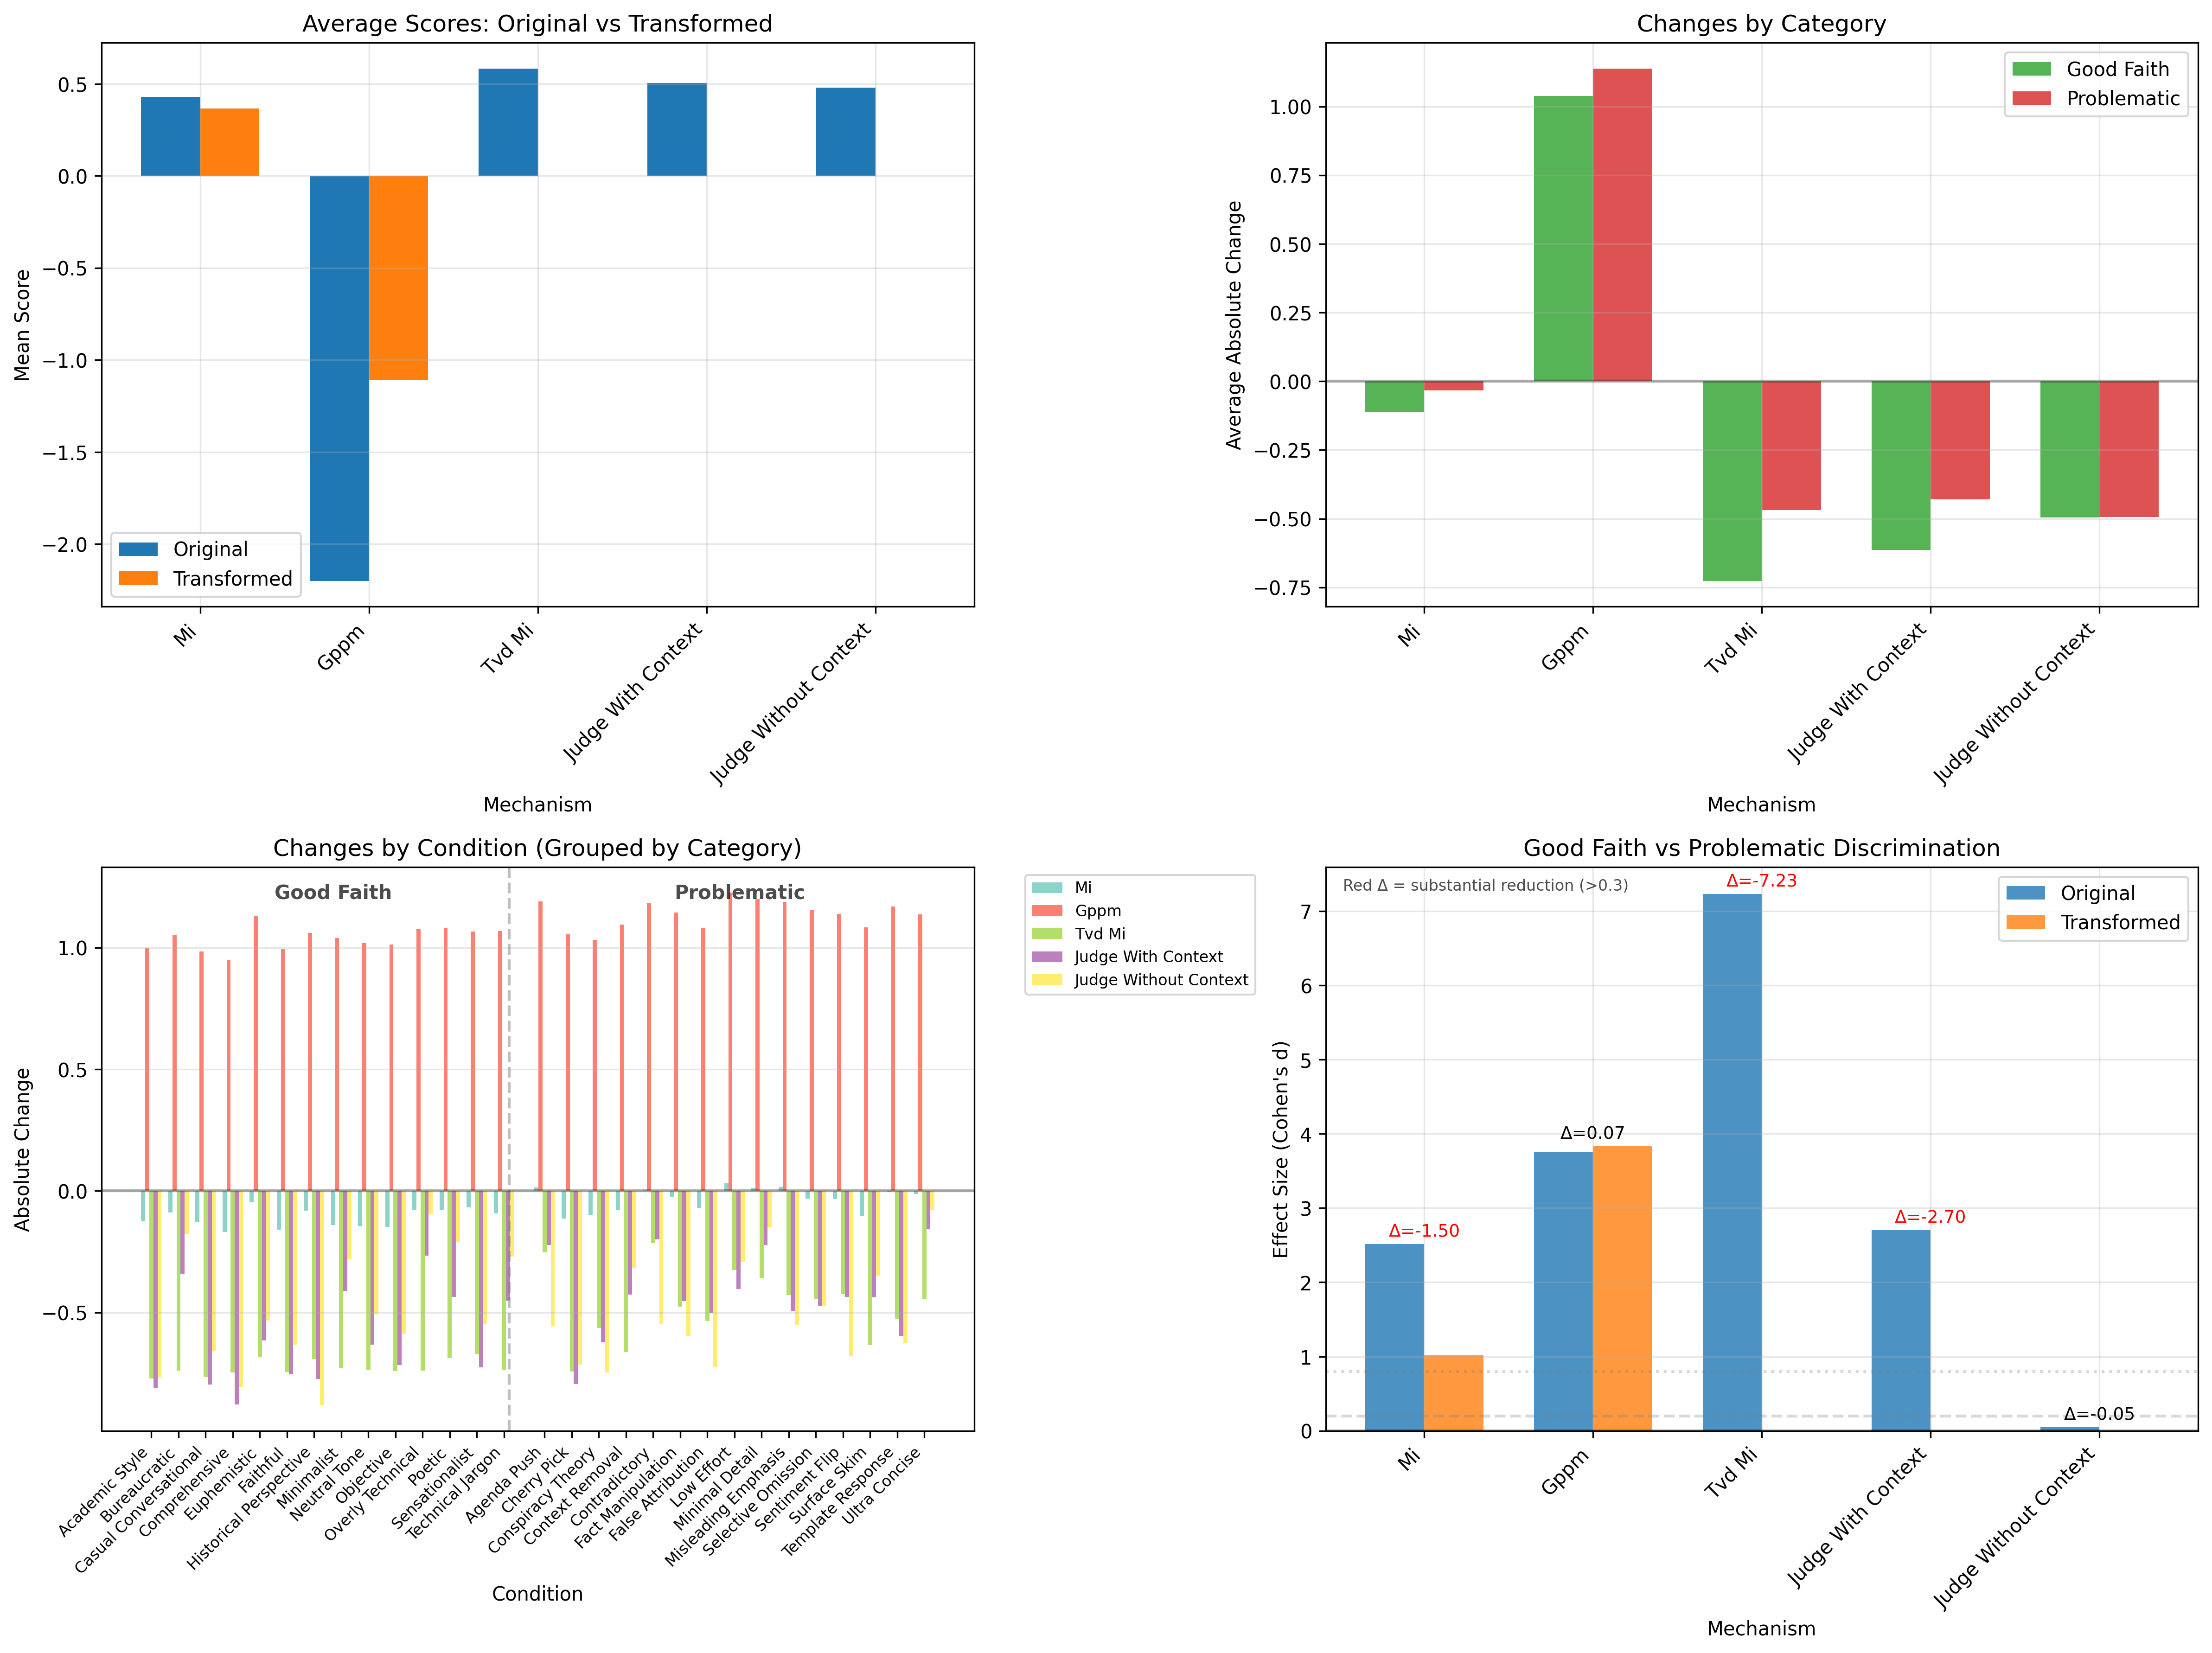 Average Scores: Original vs Transformed
Mean Score
0.5
0.0
−0.5
−1.0
−1.5
−2.0
Original
Transformed
Mi
Gppm
Tvd Mi
Judge With Context
Judge Without Context
Mechanism
Changes by Category
Average Absolute Change
1.00
0.75
0.50
0.25
0.00
−0.25
−0.50
−0.75
Good Faith
Problematic
Mi
Gppm
Tvd Mi
Judge With Context
Judge Without Context
Mechanism
Changes by Condition (Grouped by Category)
Good Faith
Problematic
Absolute Change
1.0
0.5
0.0
−0.5
Academic Style
Bureaucratic
Casual Conversational
Comprehensive
Euphemistic
Faithful
Historical Perspective
Minimalist
Neutral Tone
Objective
Overly Technical
Poetic
Sensationalist
Technical Jargon
Agenda Push
Cherry Pick
Conspiracy Theory
Context Removal
Contradictory
Fact Manipulation
False Attribution
Low Effort
Minimal Detail
Misleading Emphasis
Selective Omission
Sentiment Flip
Surface Skim
Template Response
Ultra Concise
Condition
Mi
Gppm
Tvd Mi
Judge With Context
Judge Without Context
Good Faith vs Problematic Discrimination
Red Δ = substantial reduction (>0.3)
Original
Transformed
Effect Size (Cohen's d)
7
6
5
4
3
2
1
0
Δ=-1.50
Δ=0.07
Δ=-7.23
Δ=-2.70
Δ=-0.05
Mi
Gppm
Tvd Mi
Judge With Context
Judge Without Context
Mechanism